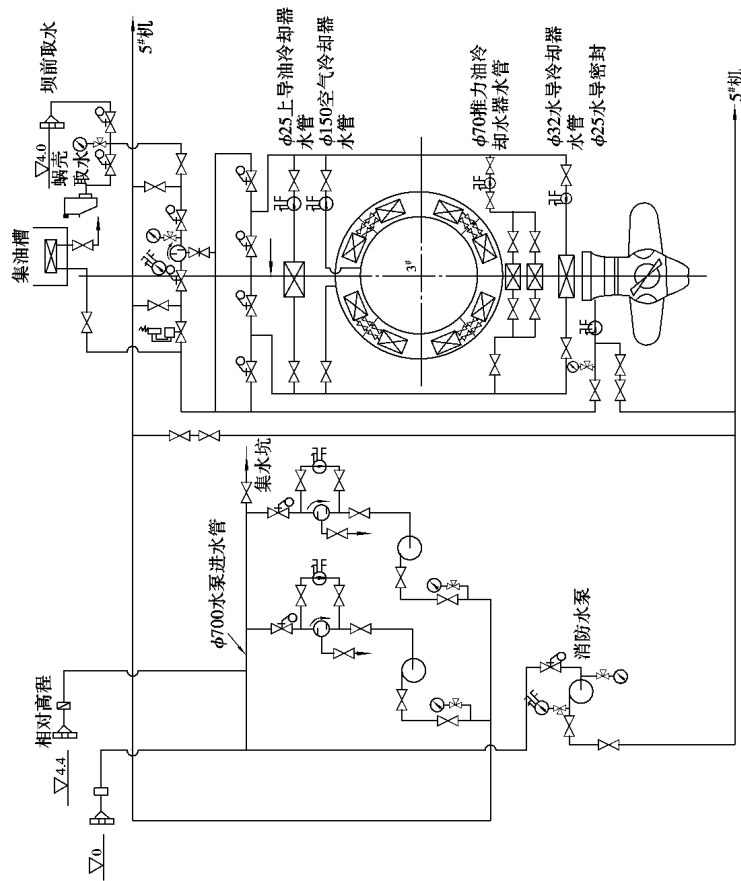 坝前取水
▽4.0
蜗壳
取水
集油槽
5#机
φ25上导油冷却器
水管
φ150空气冷却器
水管
φ70推力油冷
却水器水管
φ32水导冷却器
水管
φ25水导密封
5#机
3#
集水坑
φ700水泵进水管
相对高程
▽4.4
▽0
消防水泵